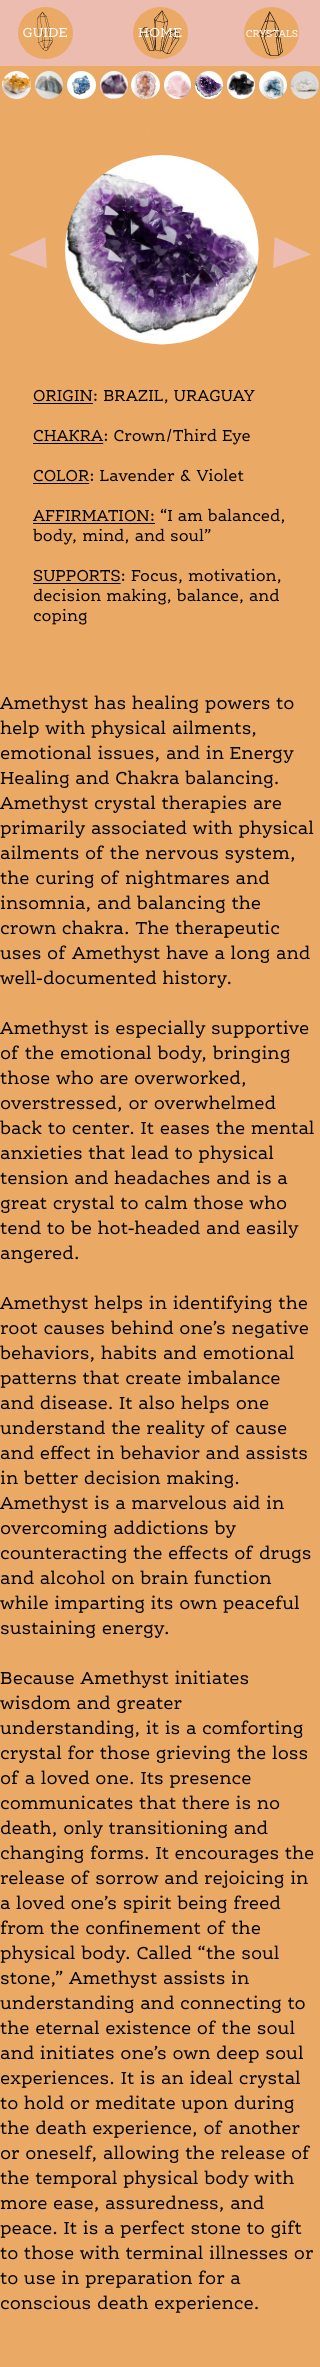 GUIDE
HOME
CRYSTALS
ORIGIN: BRAZIL, URAGUAY
CHAKRA: Crown/Third Eye
COLOR: Lavender & Violet
AFFIRMATION: “I am balanced,
body, mind, and soul”
SUPPORTS: Focus, motivation,
decision making, balance, and
coping
Amethyst has healing powers to
help with physical ailments,
emotional issues, and in Energy
Healing and Chakra balancing.
Amethyst crystal therapies are
primarily associated with physical
ailments of the nervous system,
the curing of nightmares and
insomnia, and balancing the
crown chakra. The therapeutic
uses of Amethyst have a long and
well-documented history.
Amethyst is especially supportive
of the emotional body, bringing
those who are overworked,
overstressed, or overwhelmed
back to center. It eases the mental
anxieties that lead to physical
tension and headaches and is a
great crystal to calm those who
tend to be hot-headed and easily
angered.
Amethyst helps in identifying the
root causes behind one’s negative
behaviors, habits and emotional
patterns that create imbalance
and disease. It also helps one
understand the reality of cause
and effect in behavior and assists
in better decision making.
Amethyst is a marvelous aid in
overcoming addictions by
counteracting the effects of drugs
and alcohol on brain function
while imparting its own peaceful
sustaining energy.
Because Amethyst initiates
wisdom and greater
understanding, it is a comforting
crystal for those grieving the loss
of a loved one. Its presence
communicates that there is no
death, only transitioning and
changing forms. It encourages the
release of sorrow and rejoicing in
a loved one’s spirit being freed
from the confinement of the
physical body. Called “the soul
stone,” Amethyst assists in
understanding and connecting to
the eternal existence of the soul
and initiates one’s own deep soul
experiences. It is an ideal crystal
to hold or meditate upon during
the death experience, of another
or oneself, allowing the release of
the temporal physical body with
more ease, assuredness, and
peace. It is a perfect stone to gift
to those with terminal illnesses or
to use in preparation for a
conscious death experience.